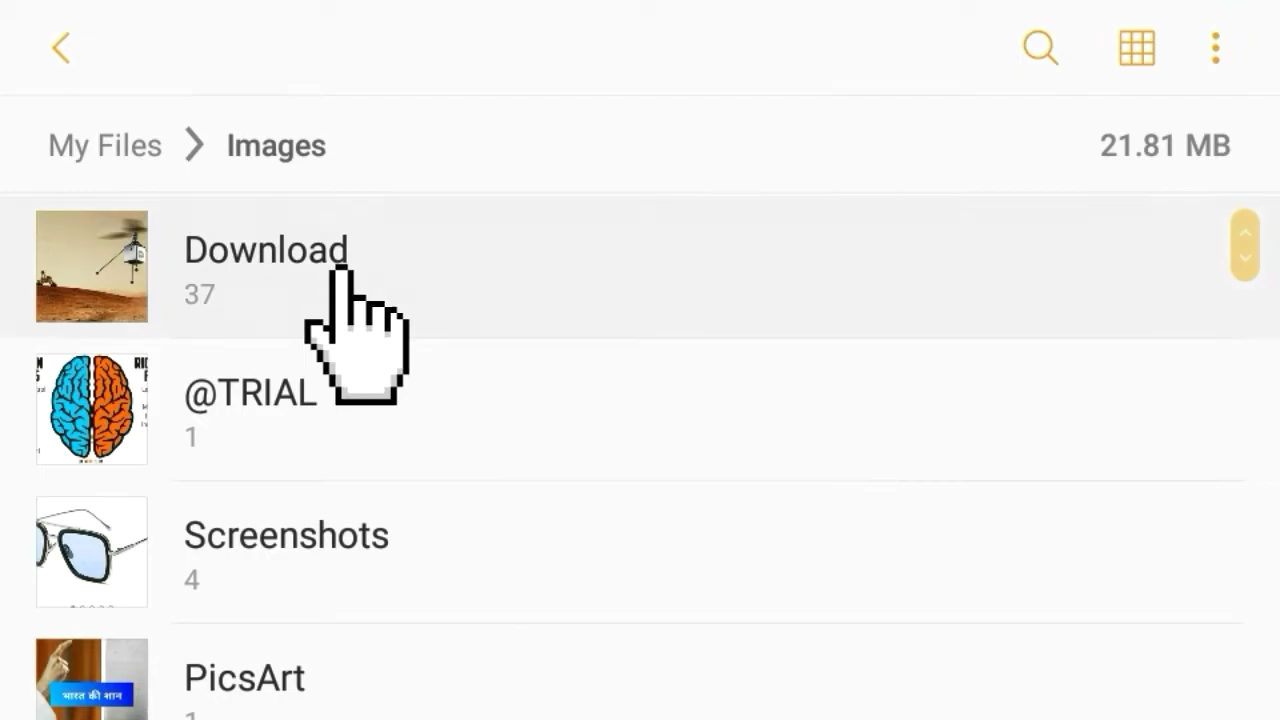 My Files
Images
21.81 MB
Download
37
@TRIAL
1
Screenshots
4
PicsArt
भारत की शान